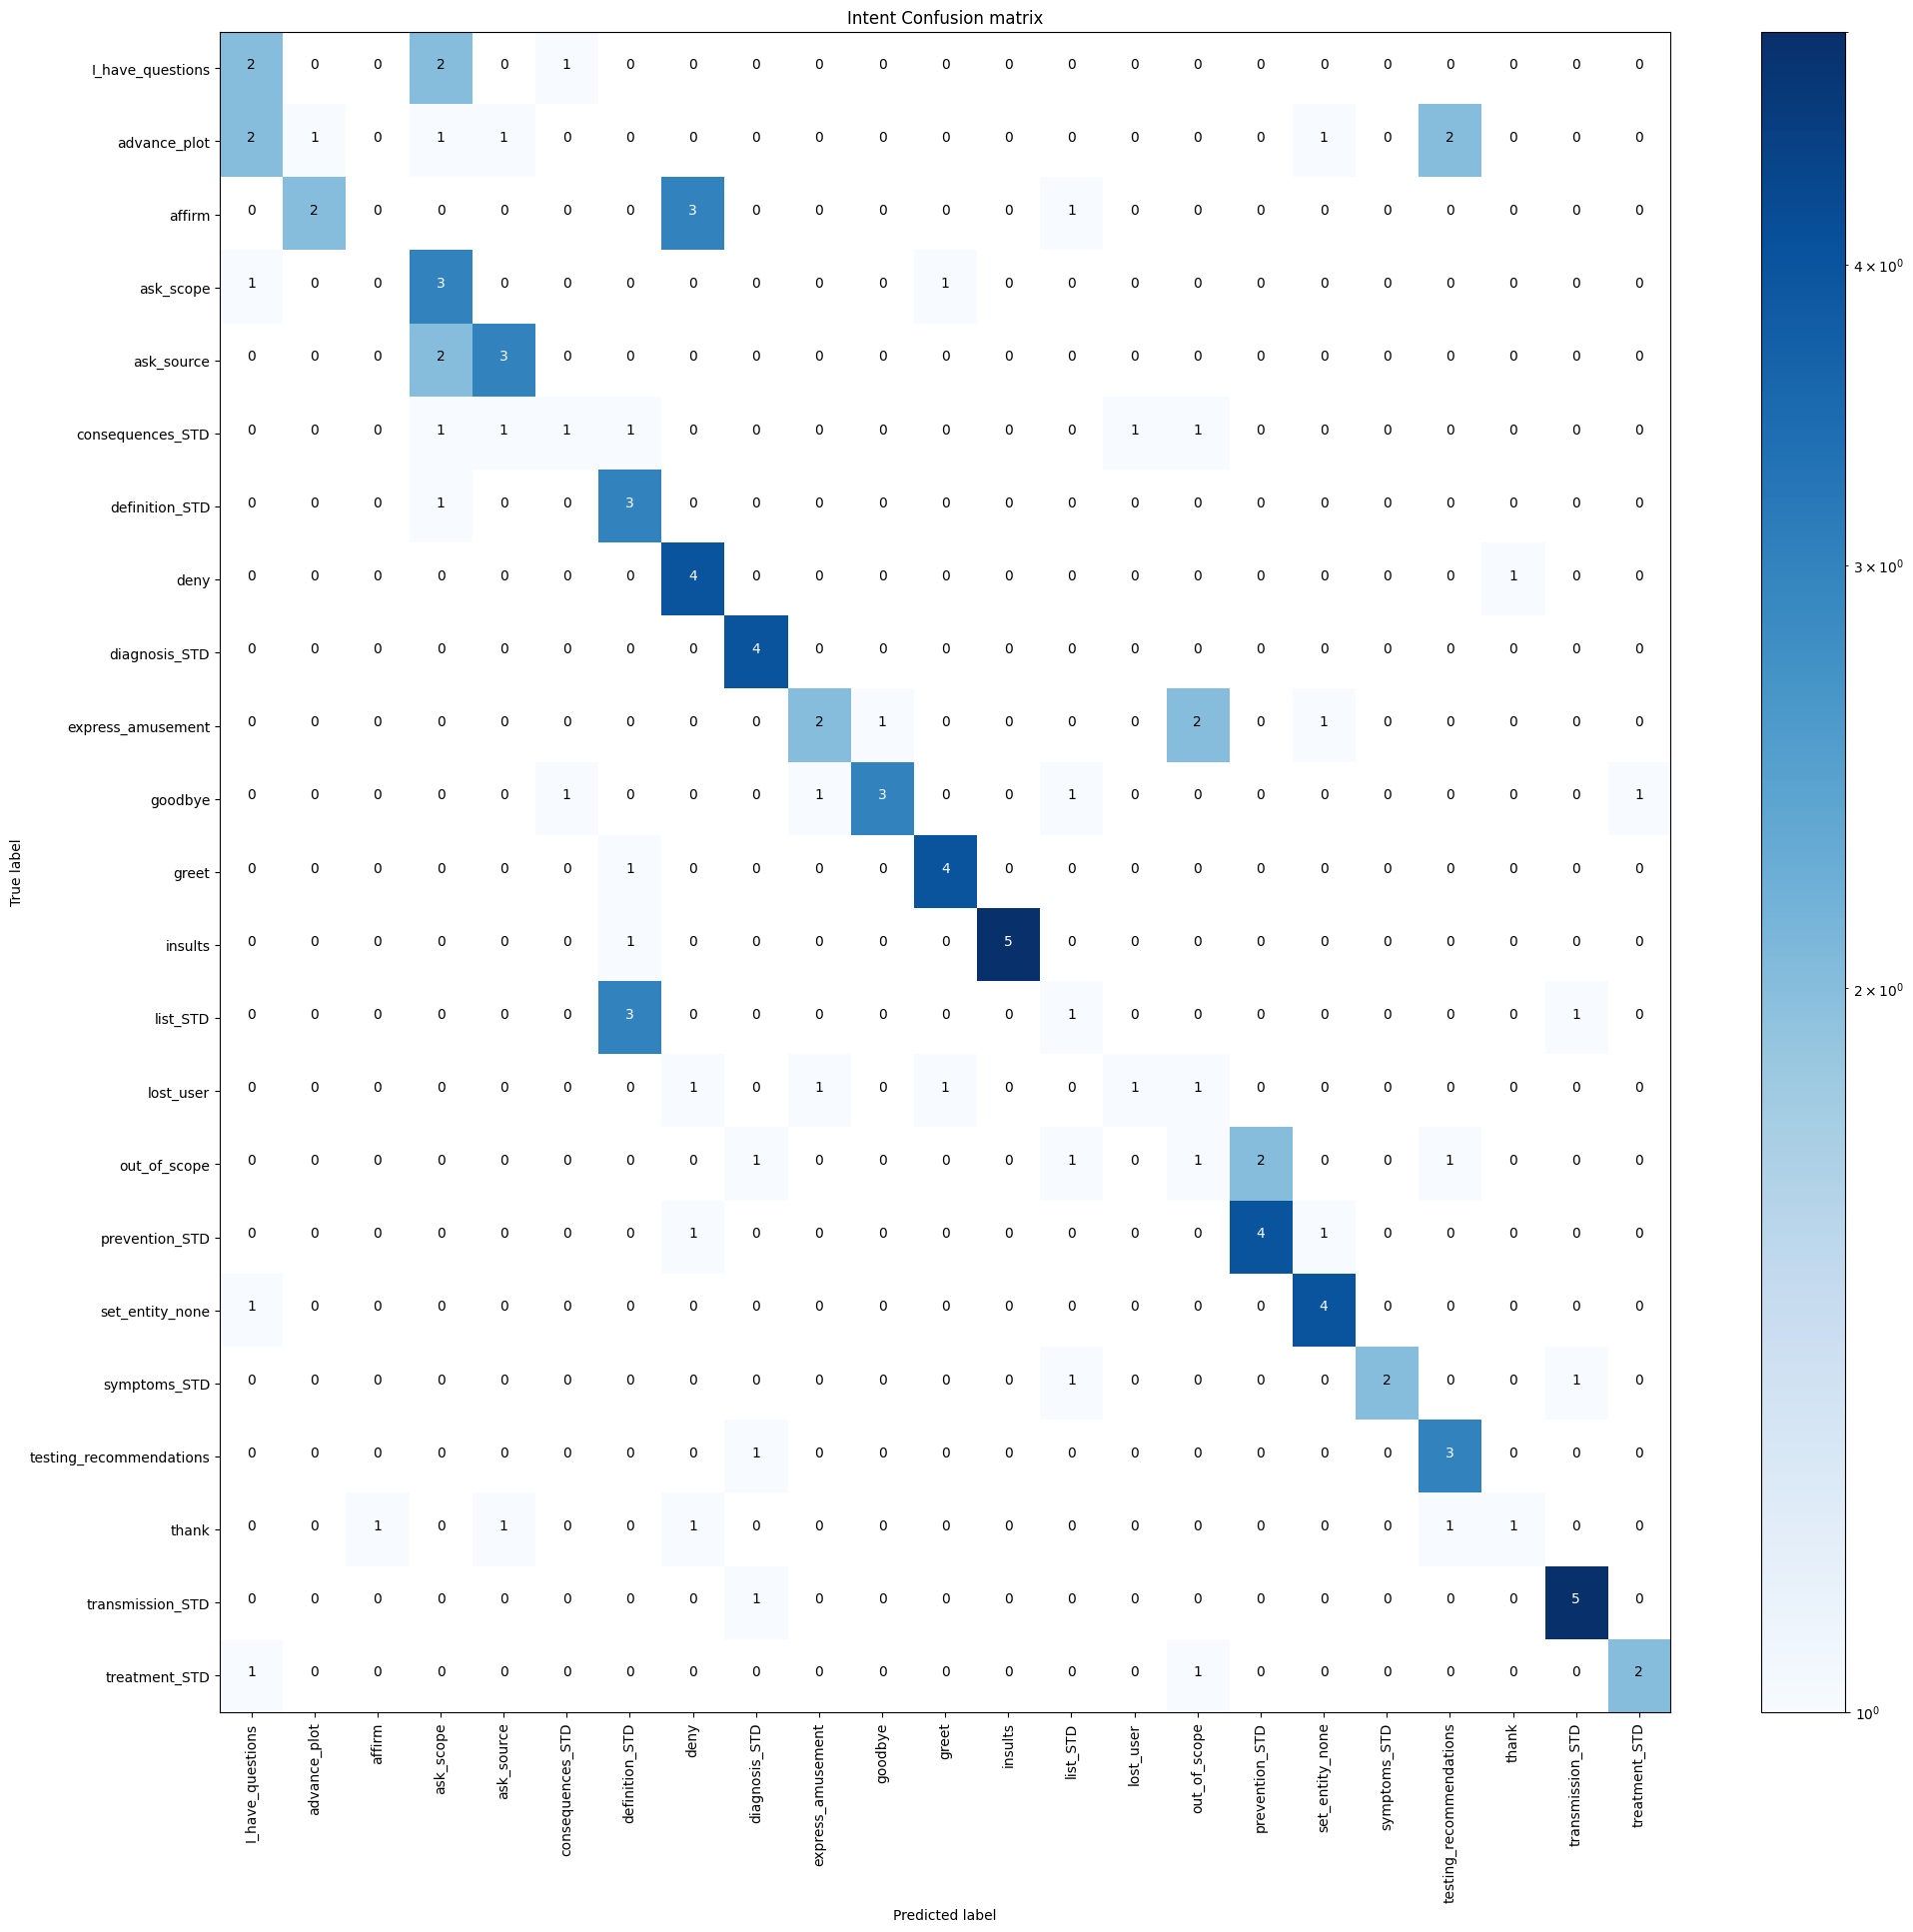 Intent Confusion matrix
I_have_questions 2 0 0 2 0 1 0 0 0 0 0 0 0 0 0 0 0 0 0 0 0 0 0
advance_plot 2 1 0 1 1 0 0 0 0 0 0 0 0 0 0 0 0 1 0 2 0 0 0
affirm 0 2 0 0 0 0 0 3 0 0 0 0 0 1 0 0 0 0 0 0 0 0 0
ask_scope 1 0 0 3 0 0 0 0 0 0 0 1 0 0 0 0 0 0 0 0 0 0 0
ask_source 0 0 0 2 3 0 0 0 0 0 0 0 0 0 0 0 0 0 0 0 0 0 0
consequences_STD 0 0 0 1 1 1 1 0 0 0 0 0 0 0 1 1 0 0 0 0 0 0 0
definition_STD 0 0 0 1 0 0 3 0 0 0 0 0 0 0 0 0 0 0 0 0 0 0 0
deny 0 0 0 0 0 0 0 4 0 0 0 0 0 0 0 0 0 0 0 0 1 0 0
diagnosis_STD 0 0 0 0 0 0 0 0 4 0 0 0 0 0 0 0 0 0 0 0 0 0 0
express_amusement 0 0 0 0 0 0 0 0 0 2 1 0 0 0 0 2 0 1 0 0 0 0 0
goodbye 0 0 0 0 0 1 0 0 0 1 3 0 0 1 0 0 0 0 0 0 0 0 1
greet 0 0 0 0 0 0 1 0 0 0 0 4 0 0 0 0 0 0 0 0 0 0 0
insults 0 0 0 0 0 0 1 0 0 0 0 0 5 0 0 0 0 0 0 0 0 0 0
list_STD 0 0 0 0 0 0 3 0 0 0 0 0 0 1 0 0 0 0 0 0 0 1 0
lost_user 0 0 0 0 0 0 0 1 0 1 0 1 0 0 1 1 0 0 0 0 0 0 0
out_of_scope 0 0 0 0 0 0 0 0 1 0 0 0 0 1 0 1 2 0 0 1 0 0 0
prevention_STD 0 0 0 0 0 0 0 1 0 0 0 0 0 0 0 0 4 1 0 0 0 0 0
set_entity_none 1 0 0 0 0 0 0 0 0 0 0 0 0 0 0 0 0 4 0 0 0 0 0
symptoms_STD 0 0 0 0 0 0 0 0 0 0 0 0 0 1 0 0 0 0 2 0 0 1 0
testing_recommendations 0 0 0 0 0 0 0 0 1 0 0 0 0 0 0 0 0 0 0 3 0 0 0
thank 0 0 1 0 1 0 0 1 0 0 0 0 0 0 0 0 0 0 0 1 1 0 0
transmission_STD 0 0 0 0 0 0 0 0 1 0 0 0 0 0 0 0 0 0 0 0 0 5 0
treatment_STD 1 0 0 0 0 0 0 0 0 0 0 0 0 0 0 1 0 0 0 0 0 0 2
True label
I_have_questions
advance_plot
affirm
ask_scope
ask_source
consequences_STD
definition_STD
deny
diagnosis_STD
express_amusement
goodbye
greet
insults
list_STD
lost_user
out_of_scope
prevention_STD
set_entity_none
symptoms_STD
testing_recommendations
thank
transmission_STD
treatment_STD
Predicted label
4 × 10⁰
3 × 10⁰
2 × 10⁰
10⁰